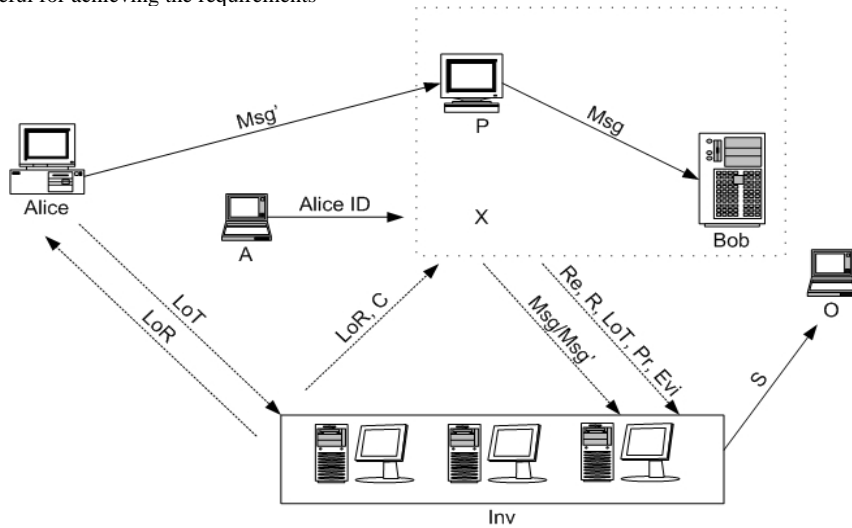 eful for achieving the requirements
Msg'
P
Msg
Alice
A
Alice ID
X
Bob
O
LoT
LoR
LoR, C
Msg/Msg'
Re, R, LoT, Pr, Evi
S
Inv